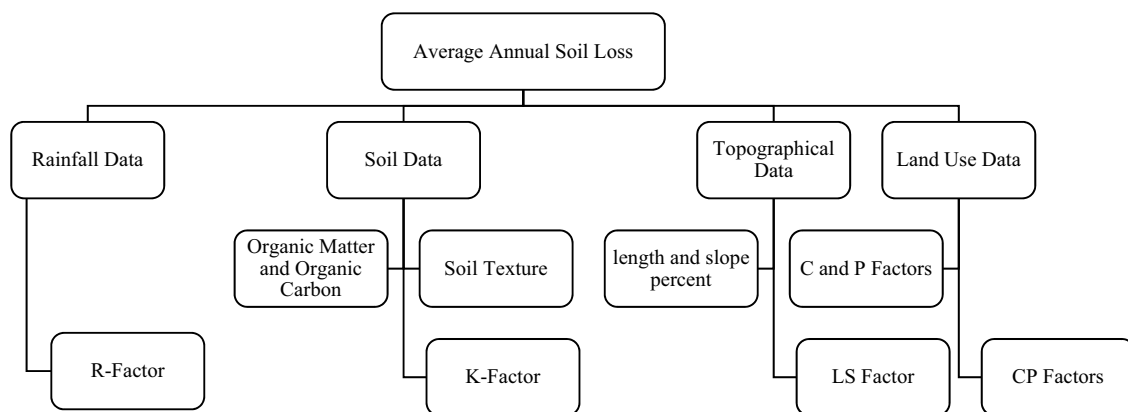 Average Annual Soil Loss
Rainfall Data
Soil Data
Topographical
Data
Land Use Data
Organic Matter
and Organic
Carbon
Soil Texture
length and slope
percent
C and P Factors
R-Factor
K-Factor
LS Factor
CP Factors